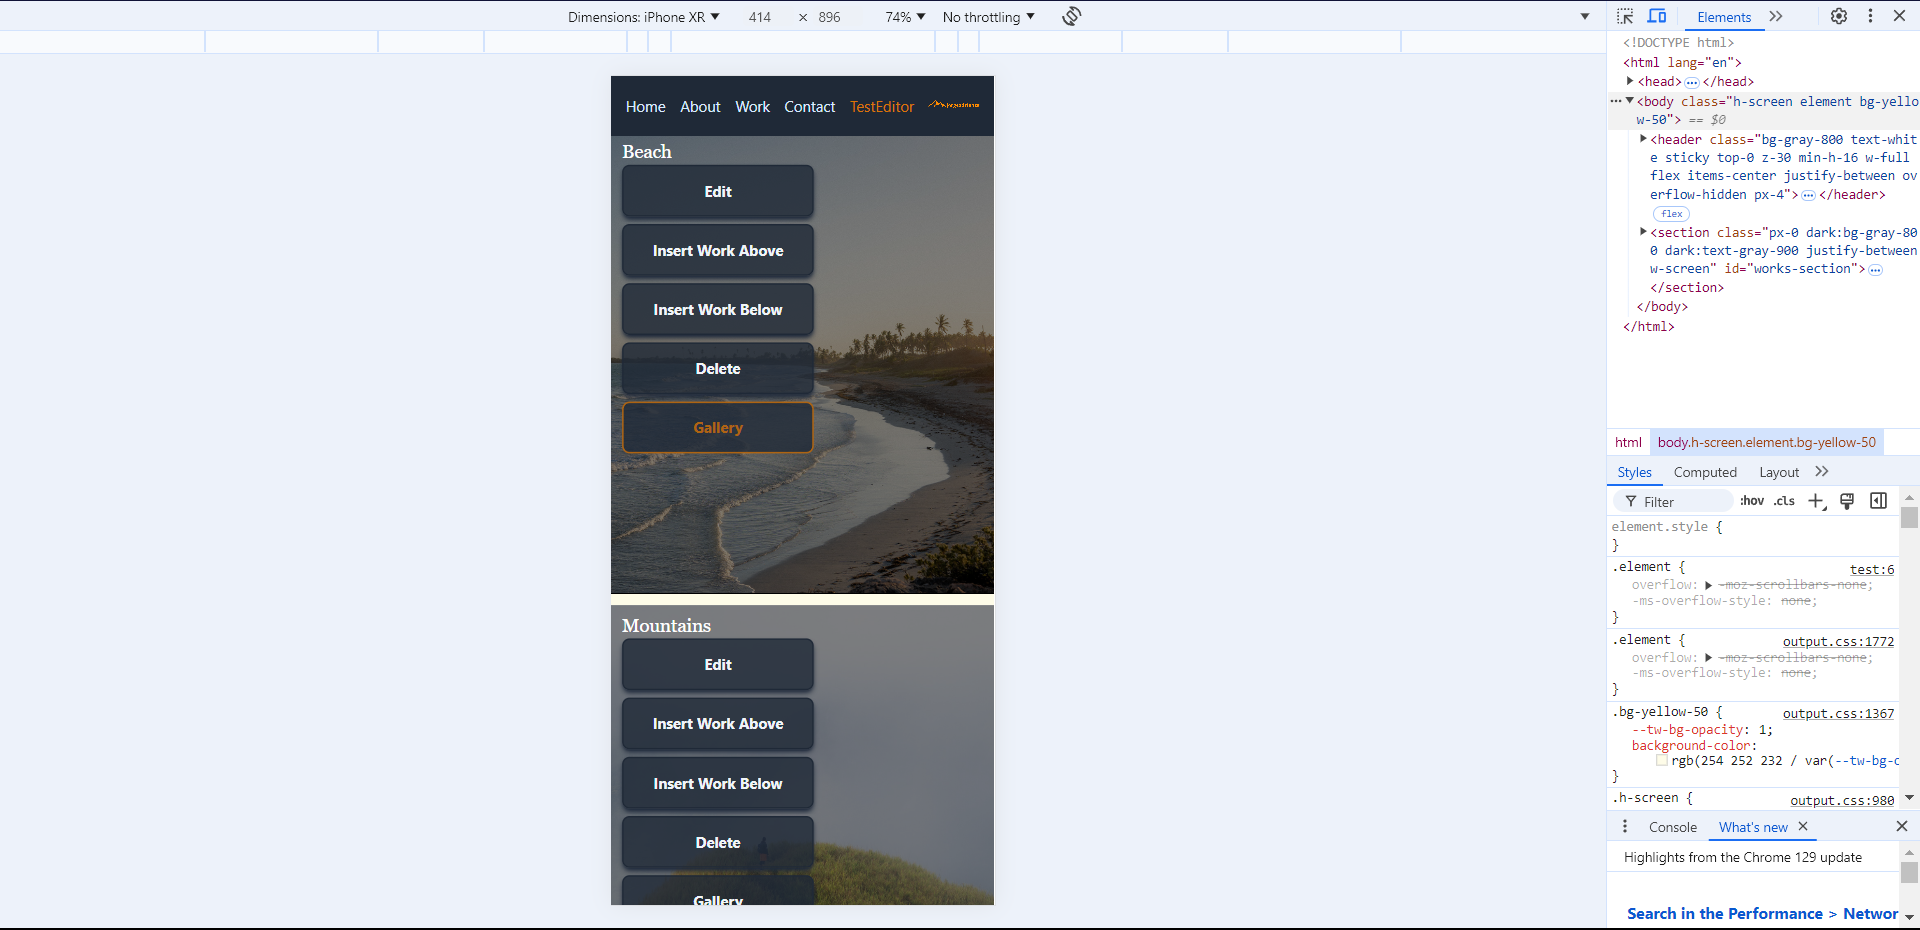 Dimensions: iPhone XR ▼ 414 × 896 74% ▼ No throttling ▼
Elements
Home About Work Contact TestEditor
Beach
Edit
Insert Work Above
Insert Work Below
Delete
Gallery
Mountains
Edit
Insert Work Above
Insert Work Below
Delete
Gallery
<!DOCTYPE html>
<html lang="en">
<head> ••• </head>
<body class="h-screen element bg-yello
w-50"> == $0
<header class="bg-gray-800 text-whit
e sticky top-0 z-30 min-h-16 w-full
flex items-center justify-between ov
erflow-hidden px-4"> ••• </header>
flex
<section class="px-0 dark:bg-gray-80
0 dark:text-gray-900 justify-between
w-screen" id="works-section"> •••
</section>
</body>
</html>
html body.h-screen.element.bg-yellow-50
Styles Computed Layout
Filter :hov .cls
element.style {
}
.element { test:6
overflow: -moz-scrollbars-none;
-ms-overflow-style: none;
}
.element { output.css:1772
overflow: -moz-scrollbars-none;
-ms-overflow-style: none;
}
.bg-yellow-50 { output.css:1367
--tw-bg-opacity: 1;
background-color:
rgb(254 252 232 / var(--tw-bg-o
}
.h-screen { output.css:980
Console What's new
Highlights from the Chrome 129 update
Search in the Performance > Networ